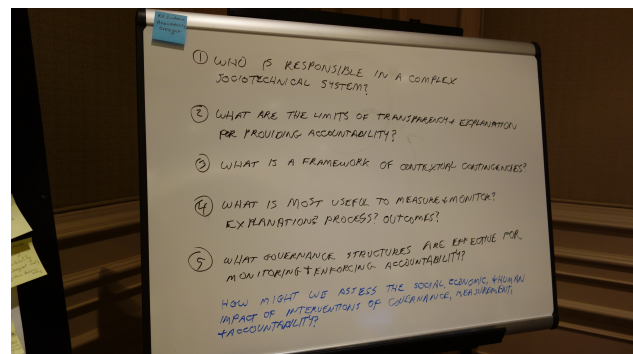 ① WHO IS RESPONSIBLE IN A COMPLEX
SOCIOTECHNICAL SYSTEM?
② WHAT ARE THE LIMITS OF TRANSPARENCY + EXPLANATION
FOR PROVIDING ACCOUNTABILITY?
③ WHAT IS A FRAMEWORK OF CONTEXTUAL CONTINGENCIES?
④ WHAT IS MOST USEFUL TO MEASURE + MONITOR?
EXPLANATIONS? PROCESS? OUTCOMES?
⑤ WHAT GOVERNANCE STRUCTURES ARE EFFECTIVE FOR
MONITORING + ENFORCING ACCOUNTABILITY?
HOW MIGHT WE ASSESS THE SOCIAL, ECONOMIC, + HUMAN
IMPACT OF INTERVENTIONS OF GOVERNANCE, MEASUREMENT,
+ ACCOUNTABILITY?